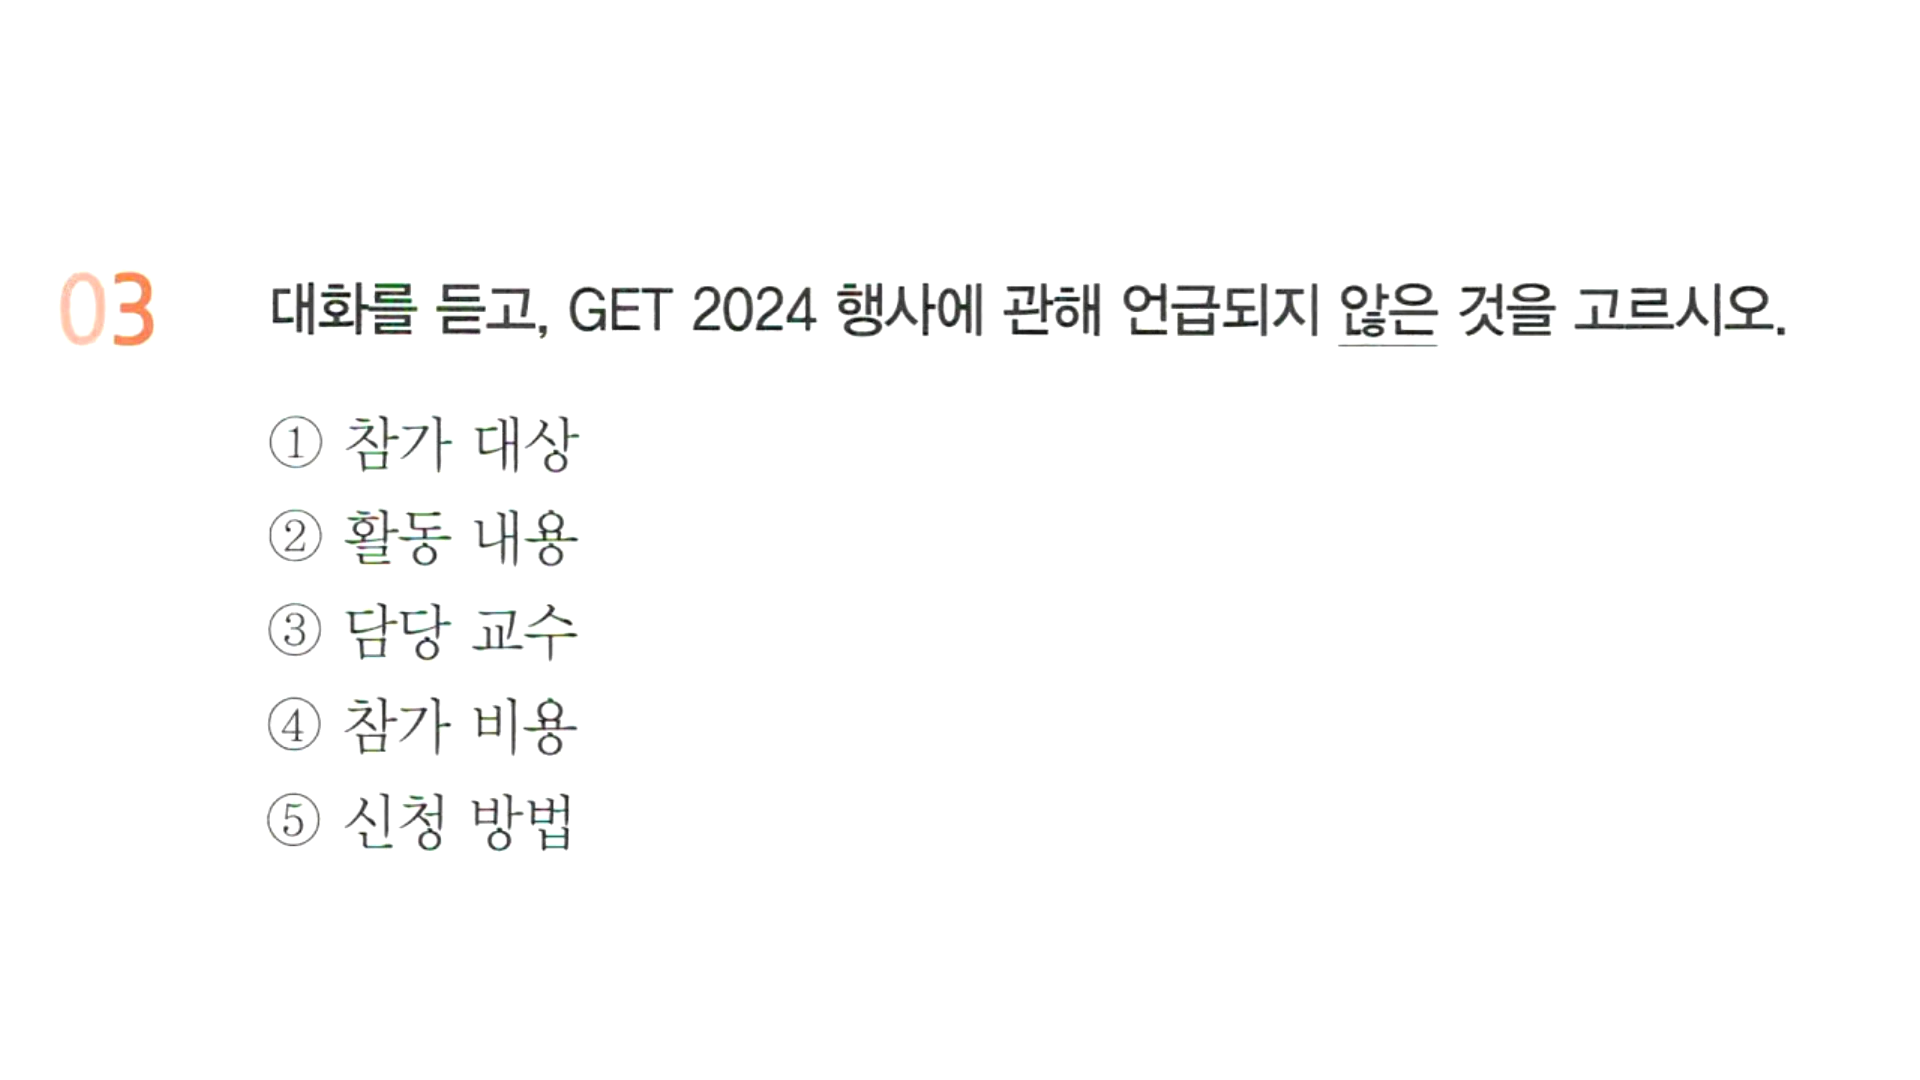 03 대화를 듣고, GET 2024 행사에 관해 언급되지 않은 것을 고르시오.
① 참가 대상
② 활동 내용
③ 담당 교수
④ 참가 비용
⑤ 신청 방법